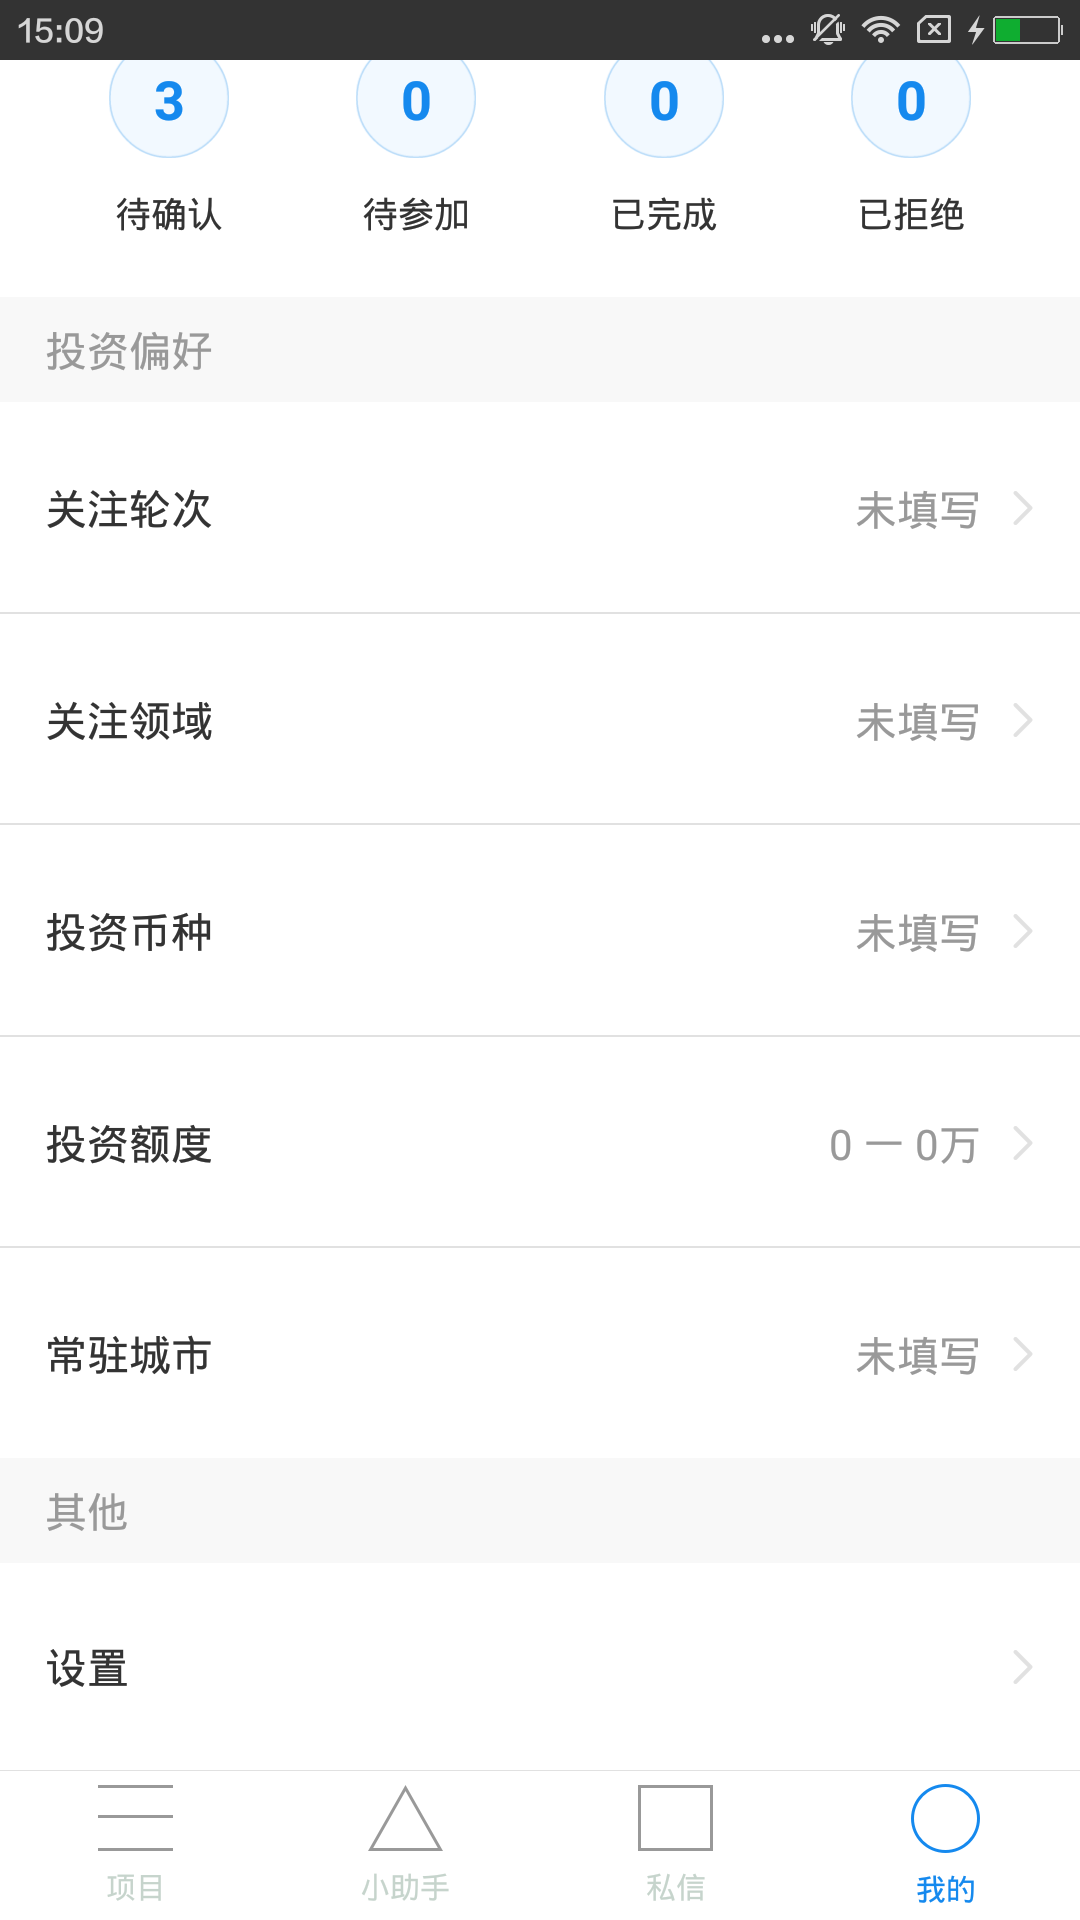 15:09
3 0 0 0
待确认 待参加 已完成 已拒绝
投资偏好
关注轮次 未填写
关注领域 未填写
投资币种 未填写
投资额度 0 一 0万
常驻城市 未填写
其他
设置
项目 小助手 私信 我的